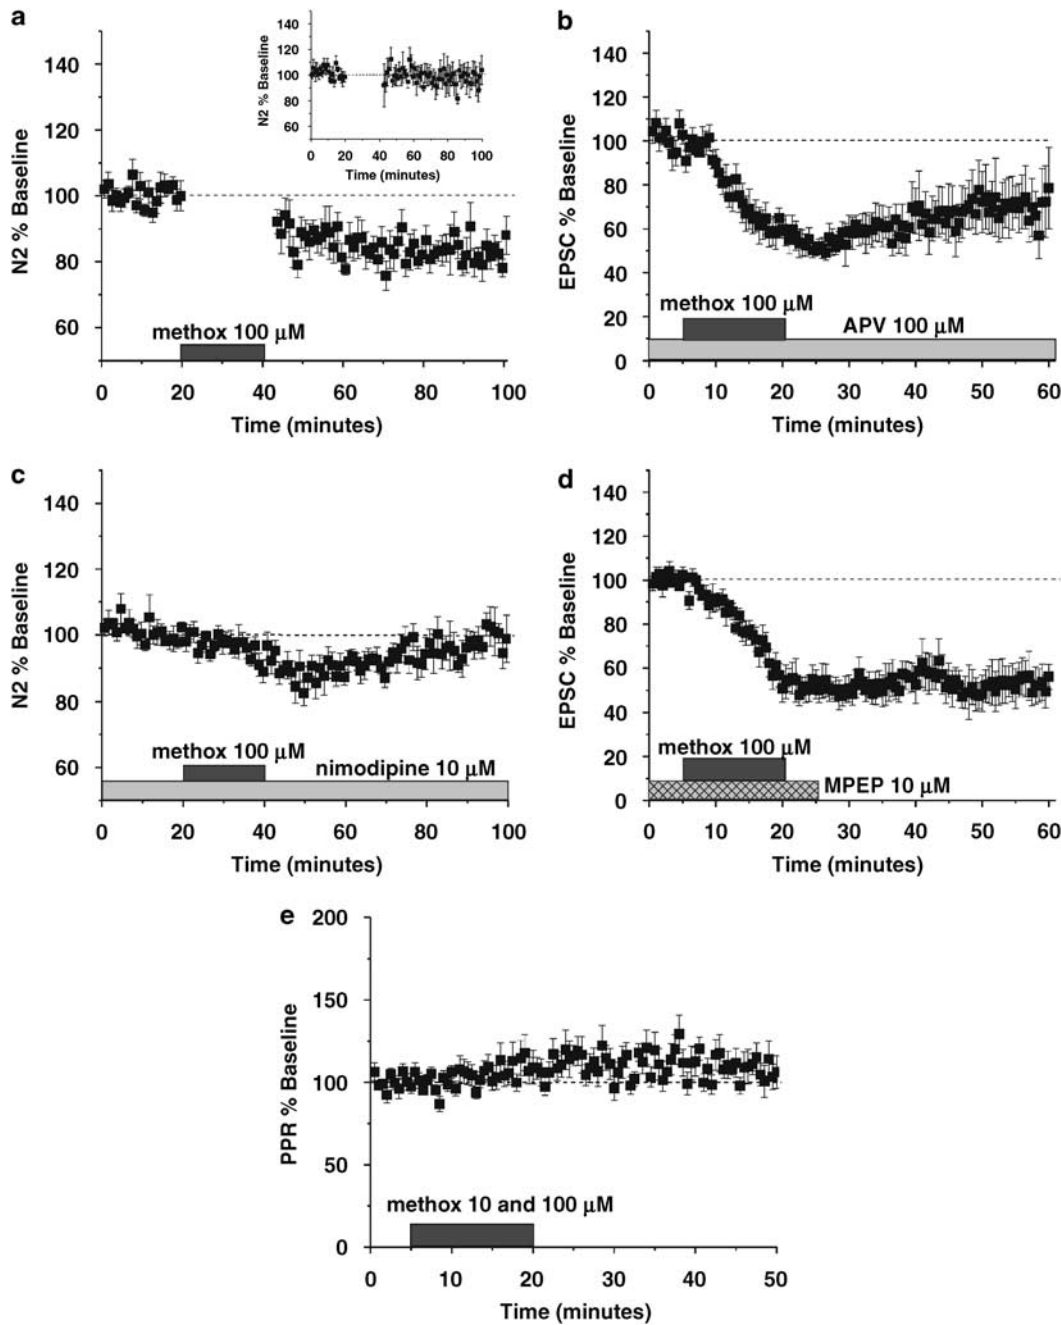 a
140
120
100
80
60
N2 % Baseline
0 20 40 60 80 100
Time (minutes)
methox 100 μM
140
120
100
80
60
N2 % Baseline
0 20 40 60 80 100
Time (minutes)
b
140
120
100
80
60
40
20
0
EPSC % Baseline
methox 100 μM
APV 100 μM
0 10 20 30 40 50 60
Time (minutes)
c
140
120
100
80
60
N2 % Baseline
methox 100 μM
nimodipine 10 μM
0 20 40 60 80 100
Time (minutes)
d
140
120
100
80
60
40
20
0
EPSC % Baseline
methox 100 μM
MPEP 10 μM
0 10 20 30 40 50 60
Time (minutes)
e
200
150
100
50
0
PPR % Baseline
methox 10 and 100 μM
0 10 20 30 40 50
Time (minutes)